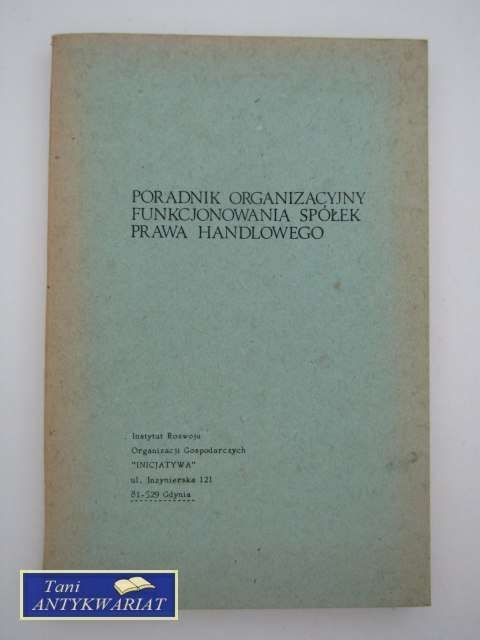 PORADNIK ORGANIZACYJNY
FUNKCJONOWANIA SPÓŁEK
PRAWA HANDLOWEGO
Instytut Rozwoju
Organizacji Gospodarczych
"INICJATYWA"
ul. Inżynierska 121
81-529 Gdynia
Tani
ANTYKWARIAT